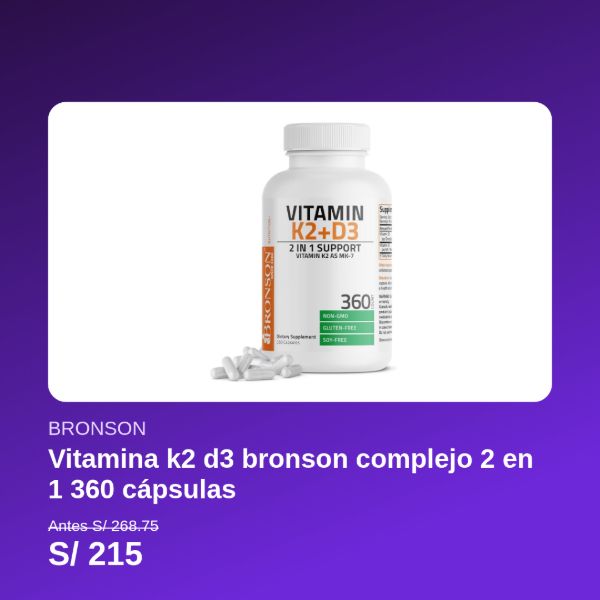 VITAMIN
K2+D3
2 IN 1 SUPPORT
VITAMIN K2 AS MK-7
BRONSON
360
NON-GMO
GLUTEN-FREE
SOY-FREE
Dietary Supplement
BRONSON
Vitamina k2 d3 bronson complejo 2 en
1 360 cápsulas
Antes S/ 268.75
S/ 215